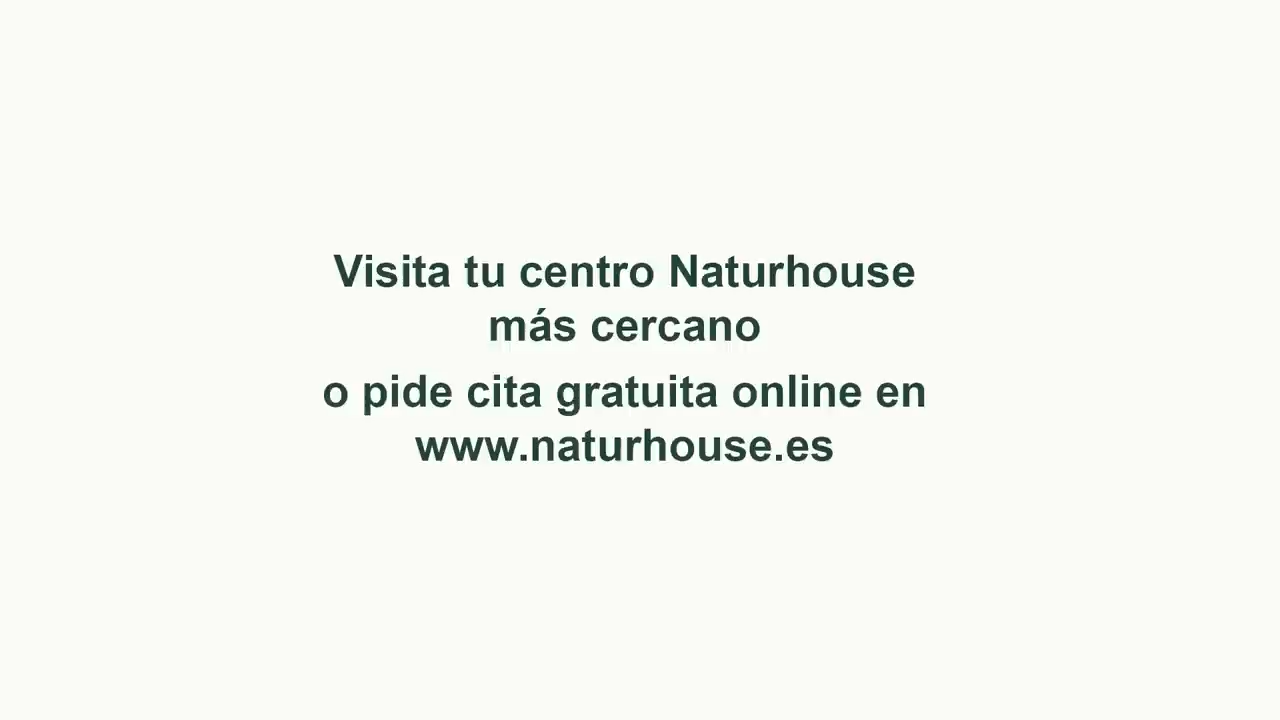 Visita tu centro Naturhouse
más cercano
o pide cita gratuita online en
www.naturhouse.es